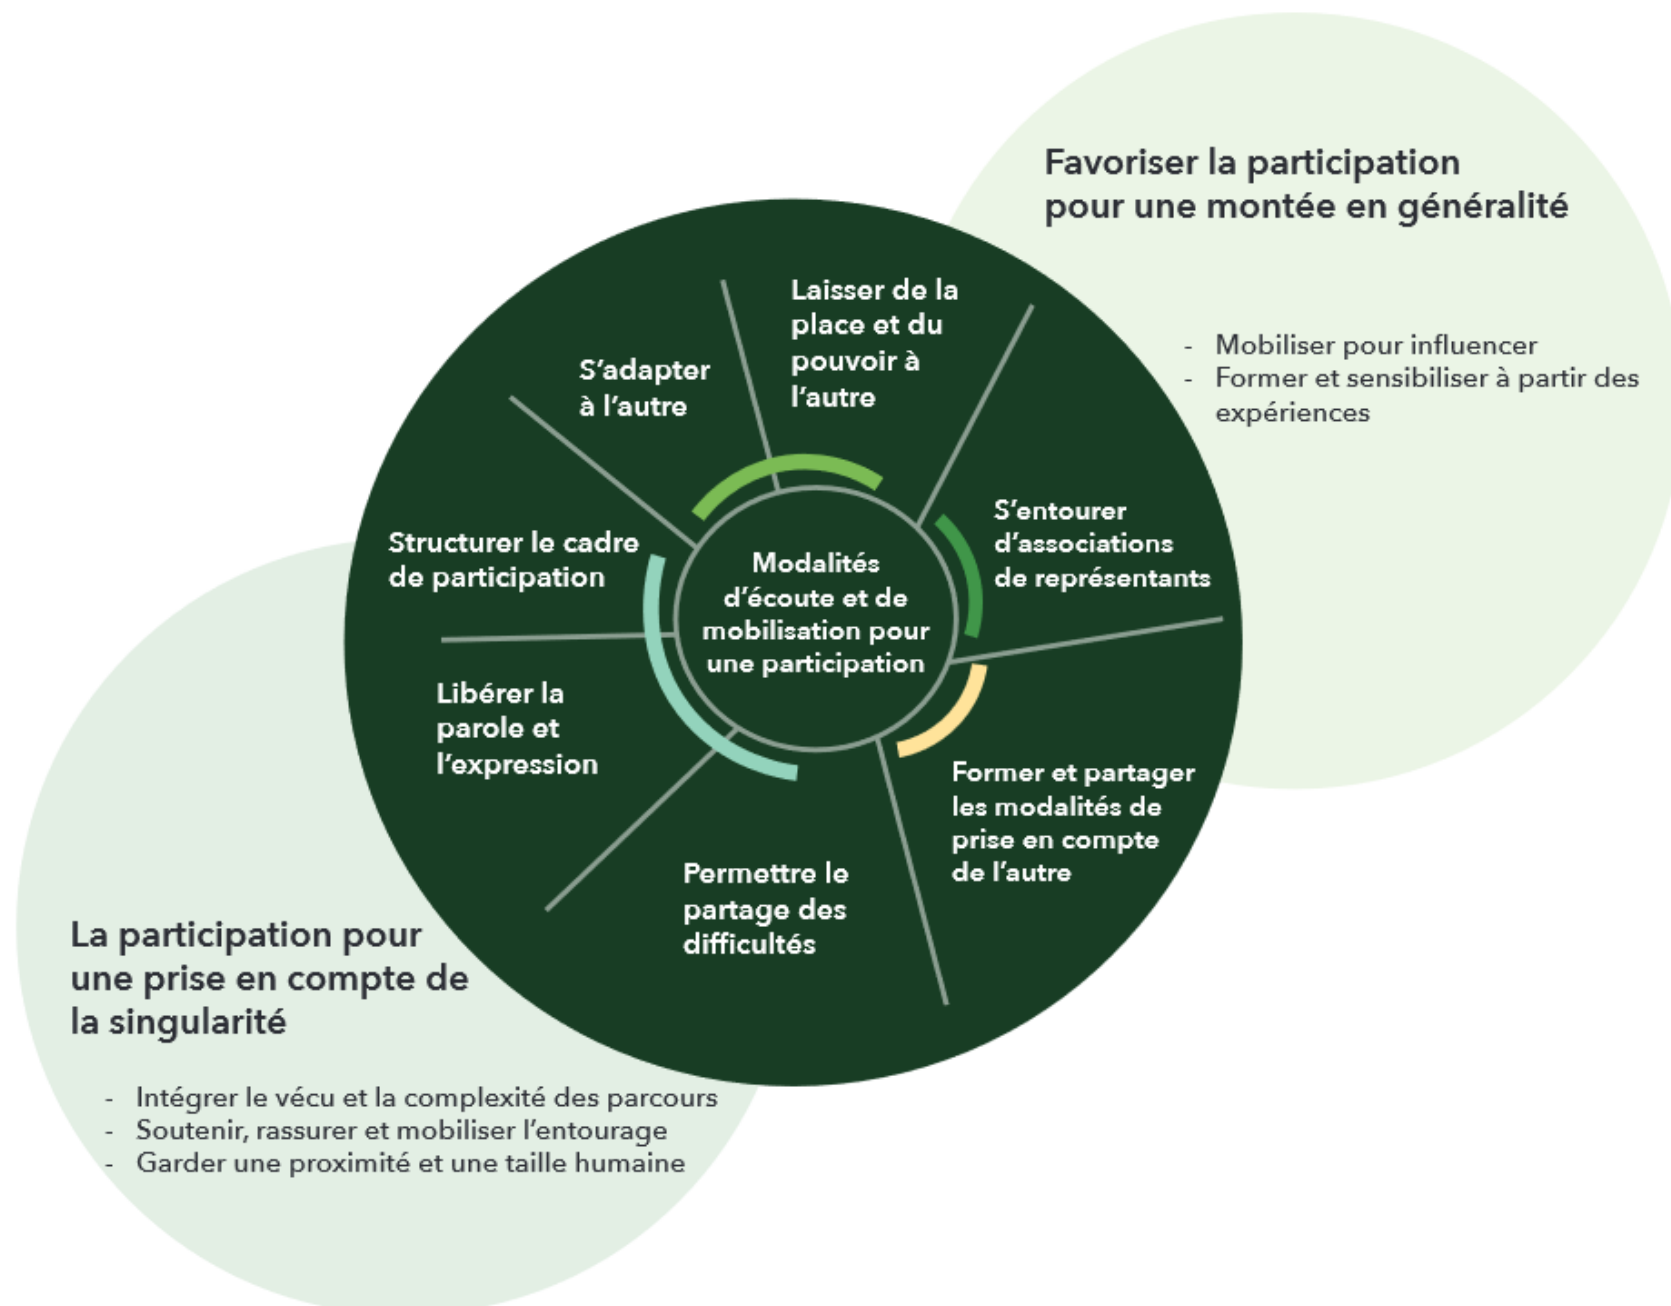 Favoriser la participation
pour une montée en généralité
- Mobiliser pour influencer
- Former et sensibiliser à partir des
expériences
Laisser de la
place et du
pouvoir à
l'autre
S'adapter
à l'autre
S'entourer
d'associations
de représentants
Structurer le cadre
de participation
Modalités
d'écoute et de
mobilisation pour
une participation
Libérer la
parole et
l'expression
Former et partager
les modalités de
prise en compte
de l'autre
Permettre le
partage des
difficultés
La participation pour
une prise en compte de
la singularité
- Intégrer le vécu et la complexité des parcours
- Soutenir, rassurer et mobiliser l'entourage
- Garder une proximité et une taille humaine